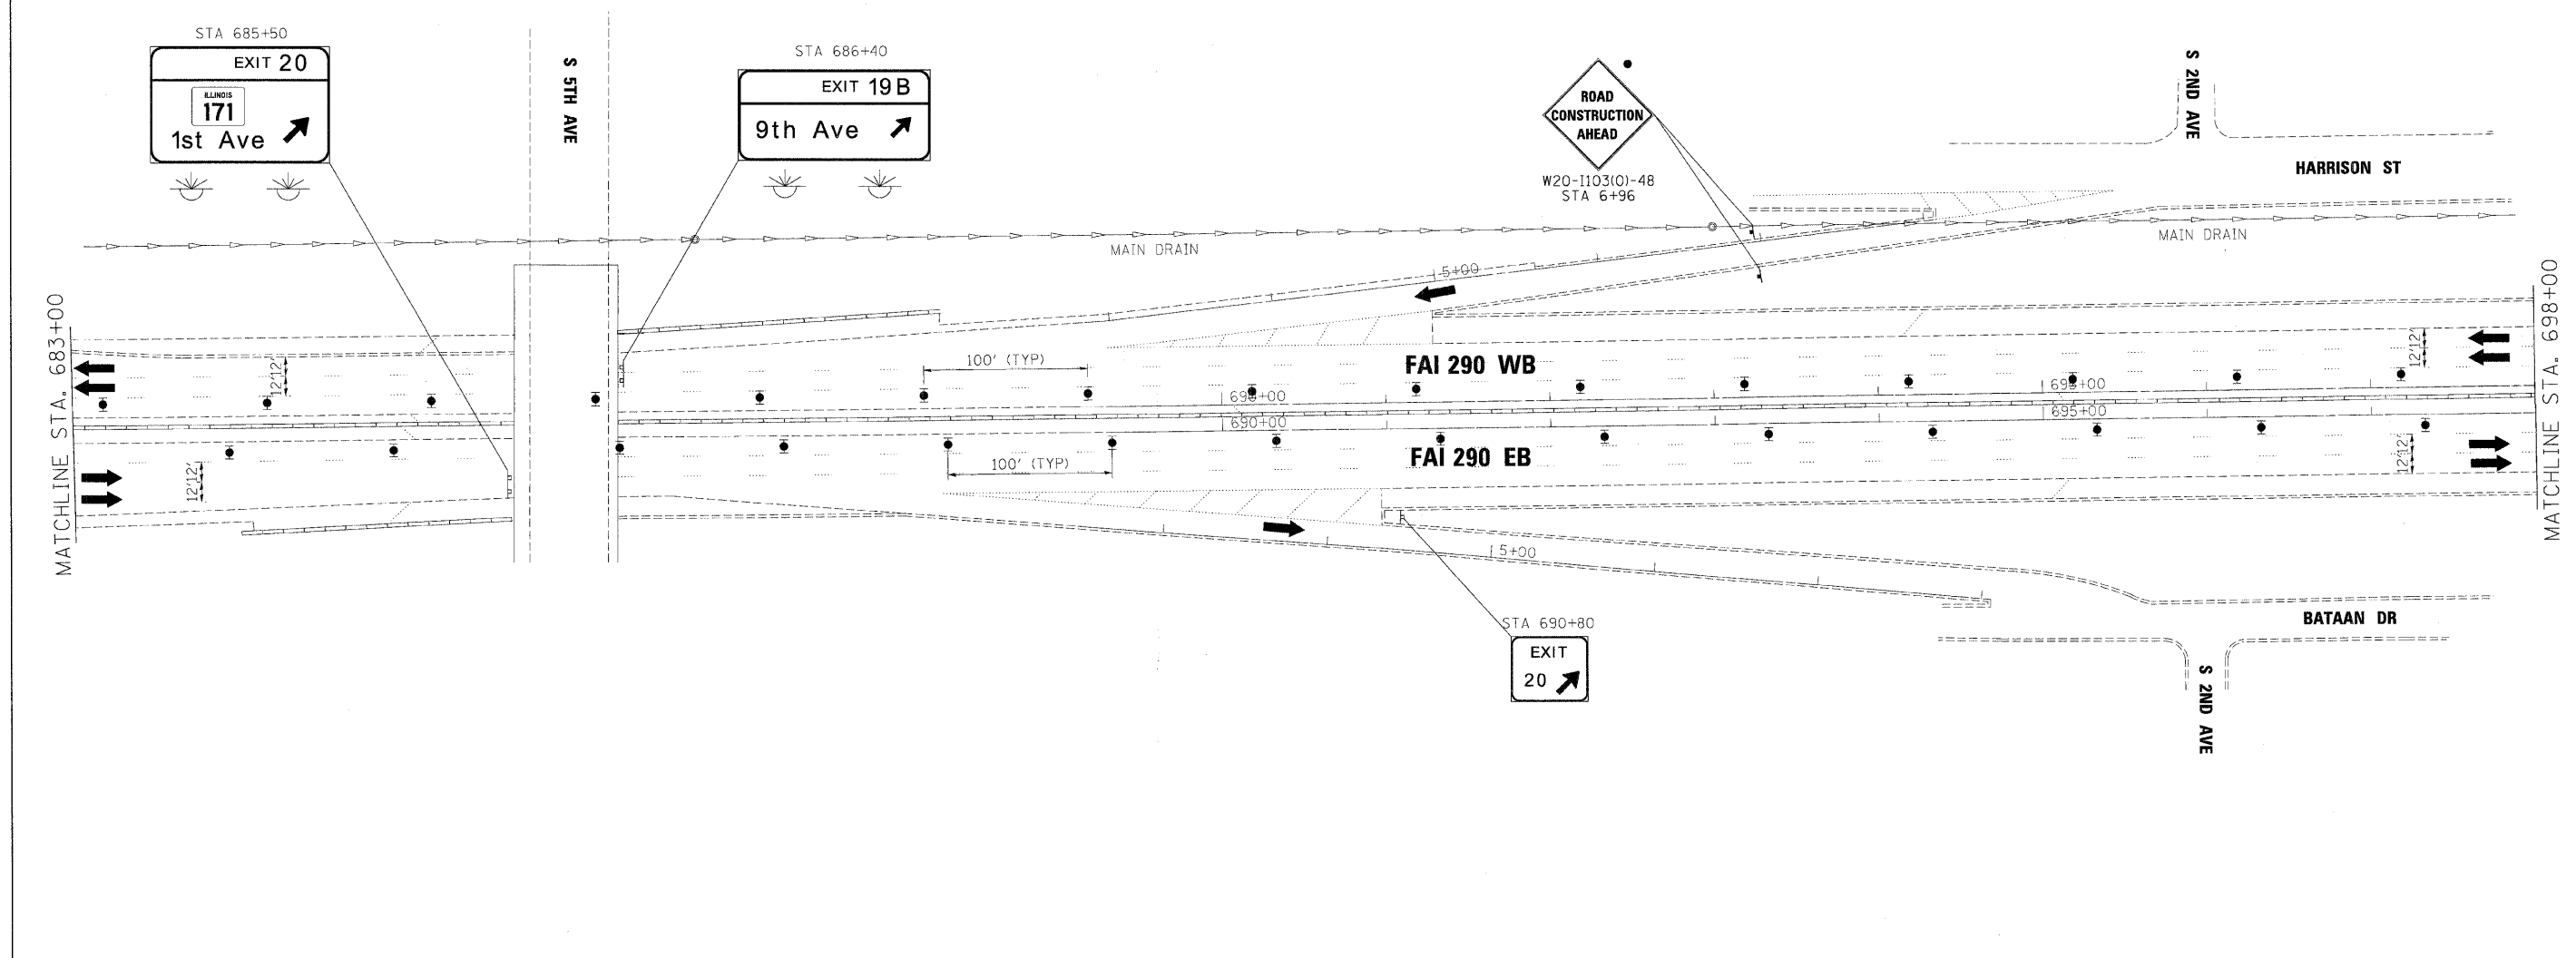 STA 685+50
EXIT 20
ILLINOIS
171
1st Ave
S 5TH AVE
STA 686+40
EXIT 19B
9th Ave
ROAD
CONSTRUCTION
AHEAD
W20-I103(0)-48
STA 6+96
S 2ND AVE
HARRISON ST
MAIN DRAIN
MAIN DRAIN
5+00
MATCHLINE STA. 683+00
MATCHLINE STA. 698+00
12'12'
100' (TYP)
FAI 290 WB
12'12'
690+00
695+00
690+00
695+00
12'12'
100' (TYP)
FAI 290 EB
12'12'
5+00
STA 690+80
EXIT
20
BATAAN DR
S 2ND AVE